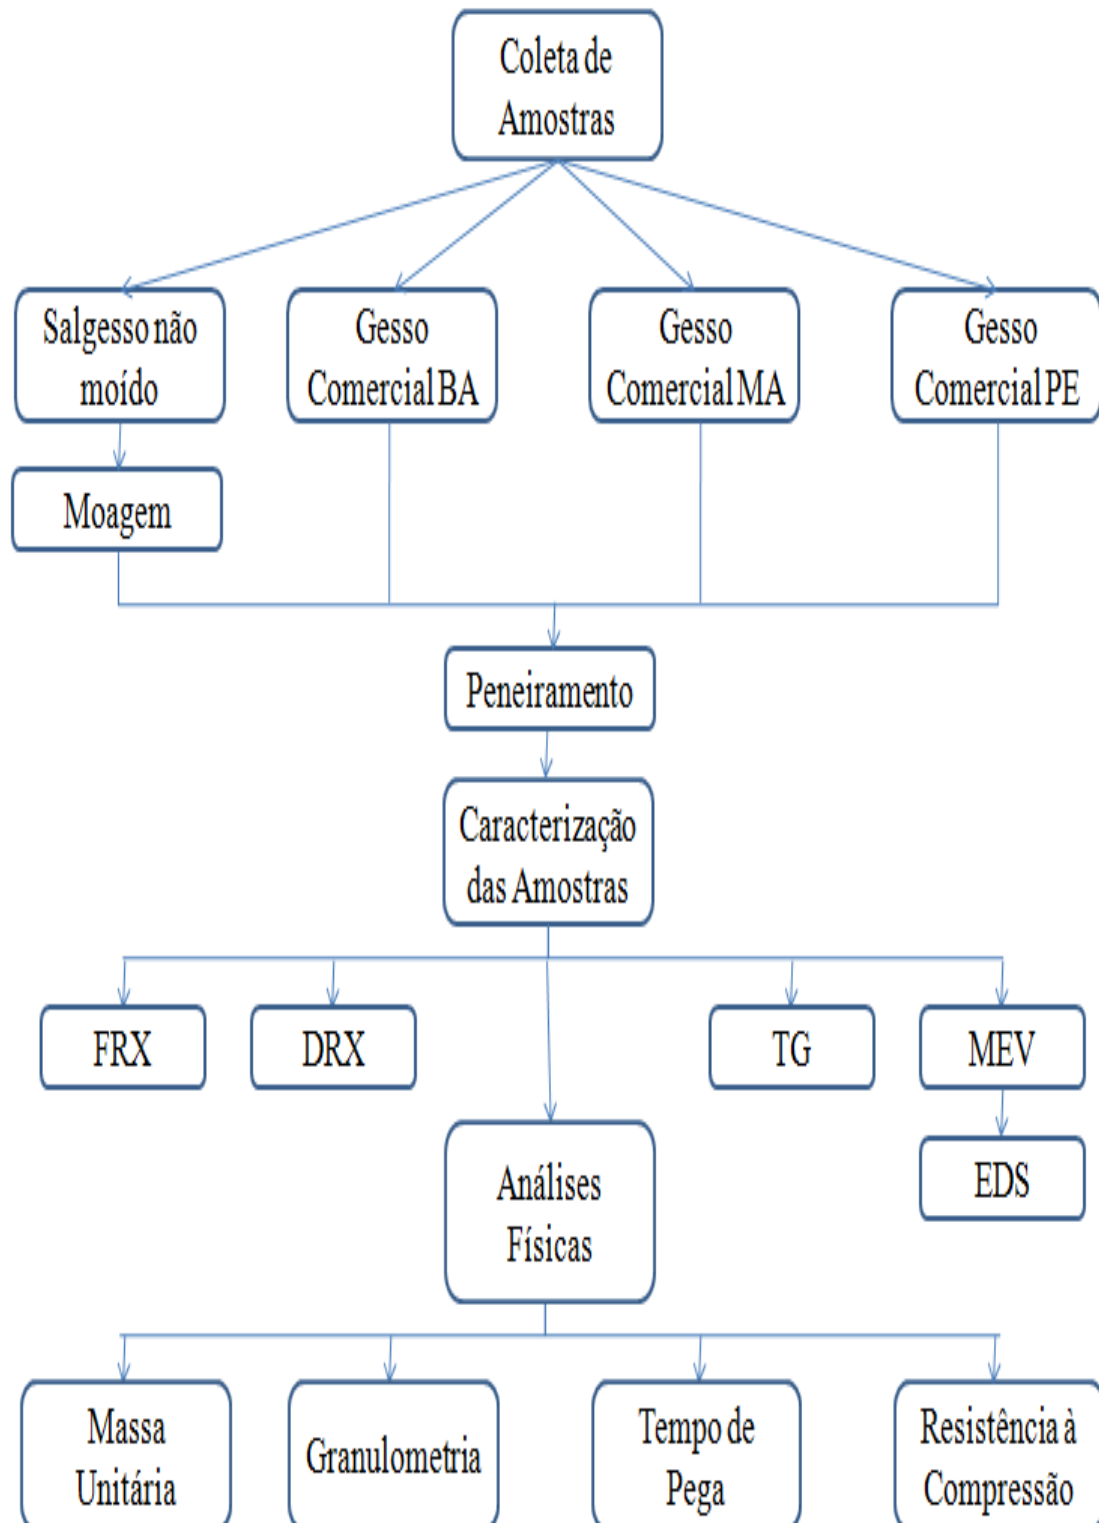 Coleta de
Amostras
Salgesso não
moído
Gesso
Comercial BA
Gesso
Comercial MA
Gesso
Comercial PE
Moagem
Peneiramento
Caracterização
das Amostras
FRX
DRX
TG
MEV
EDS
Análises
Físicas
Massa
Unitária
Granulometria
Tempo de
Pega
Resistência à
Compressão